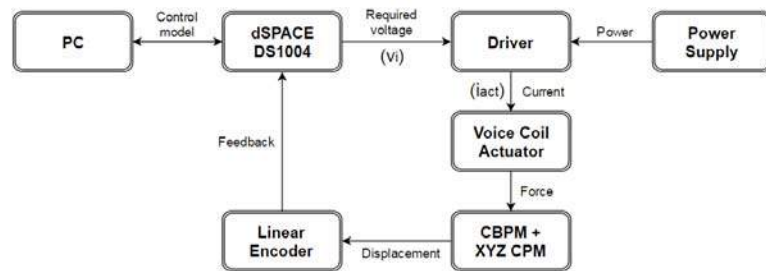 Control
model
Required
voltage
(Vi)
Power
PC
dSPACE
DS1004
Driver
Power
Supply
(iact)
Current
Feedback
Voice Coil
Actuator
Force
Linear
Encoder
Displacement
CBPM +
XYZ CPM